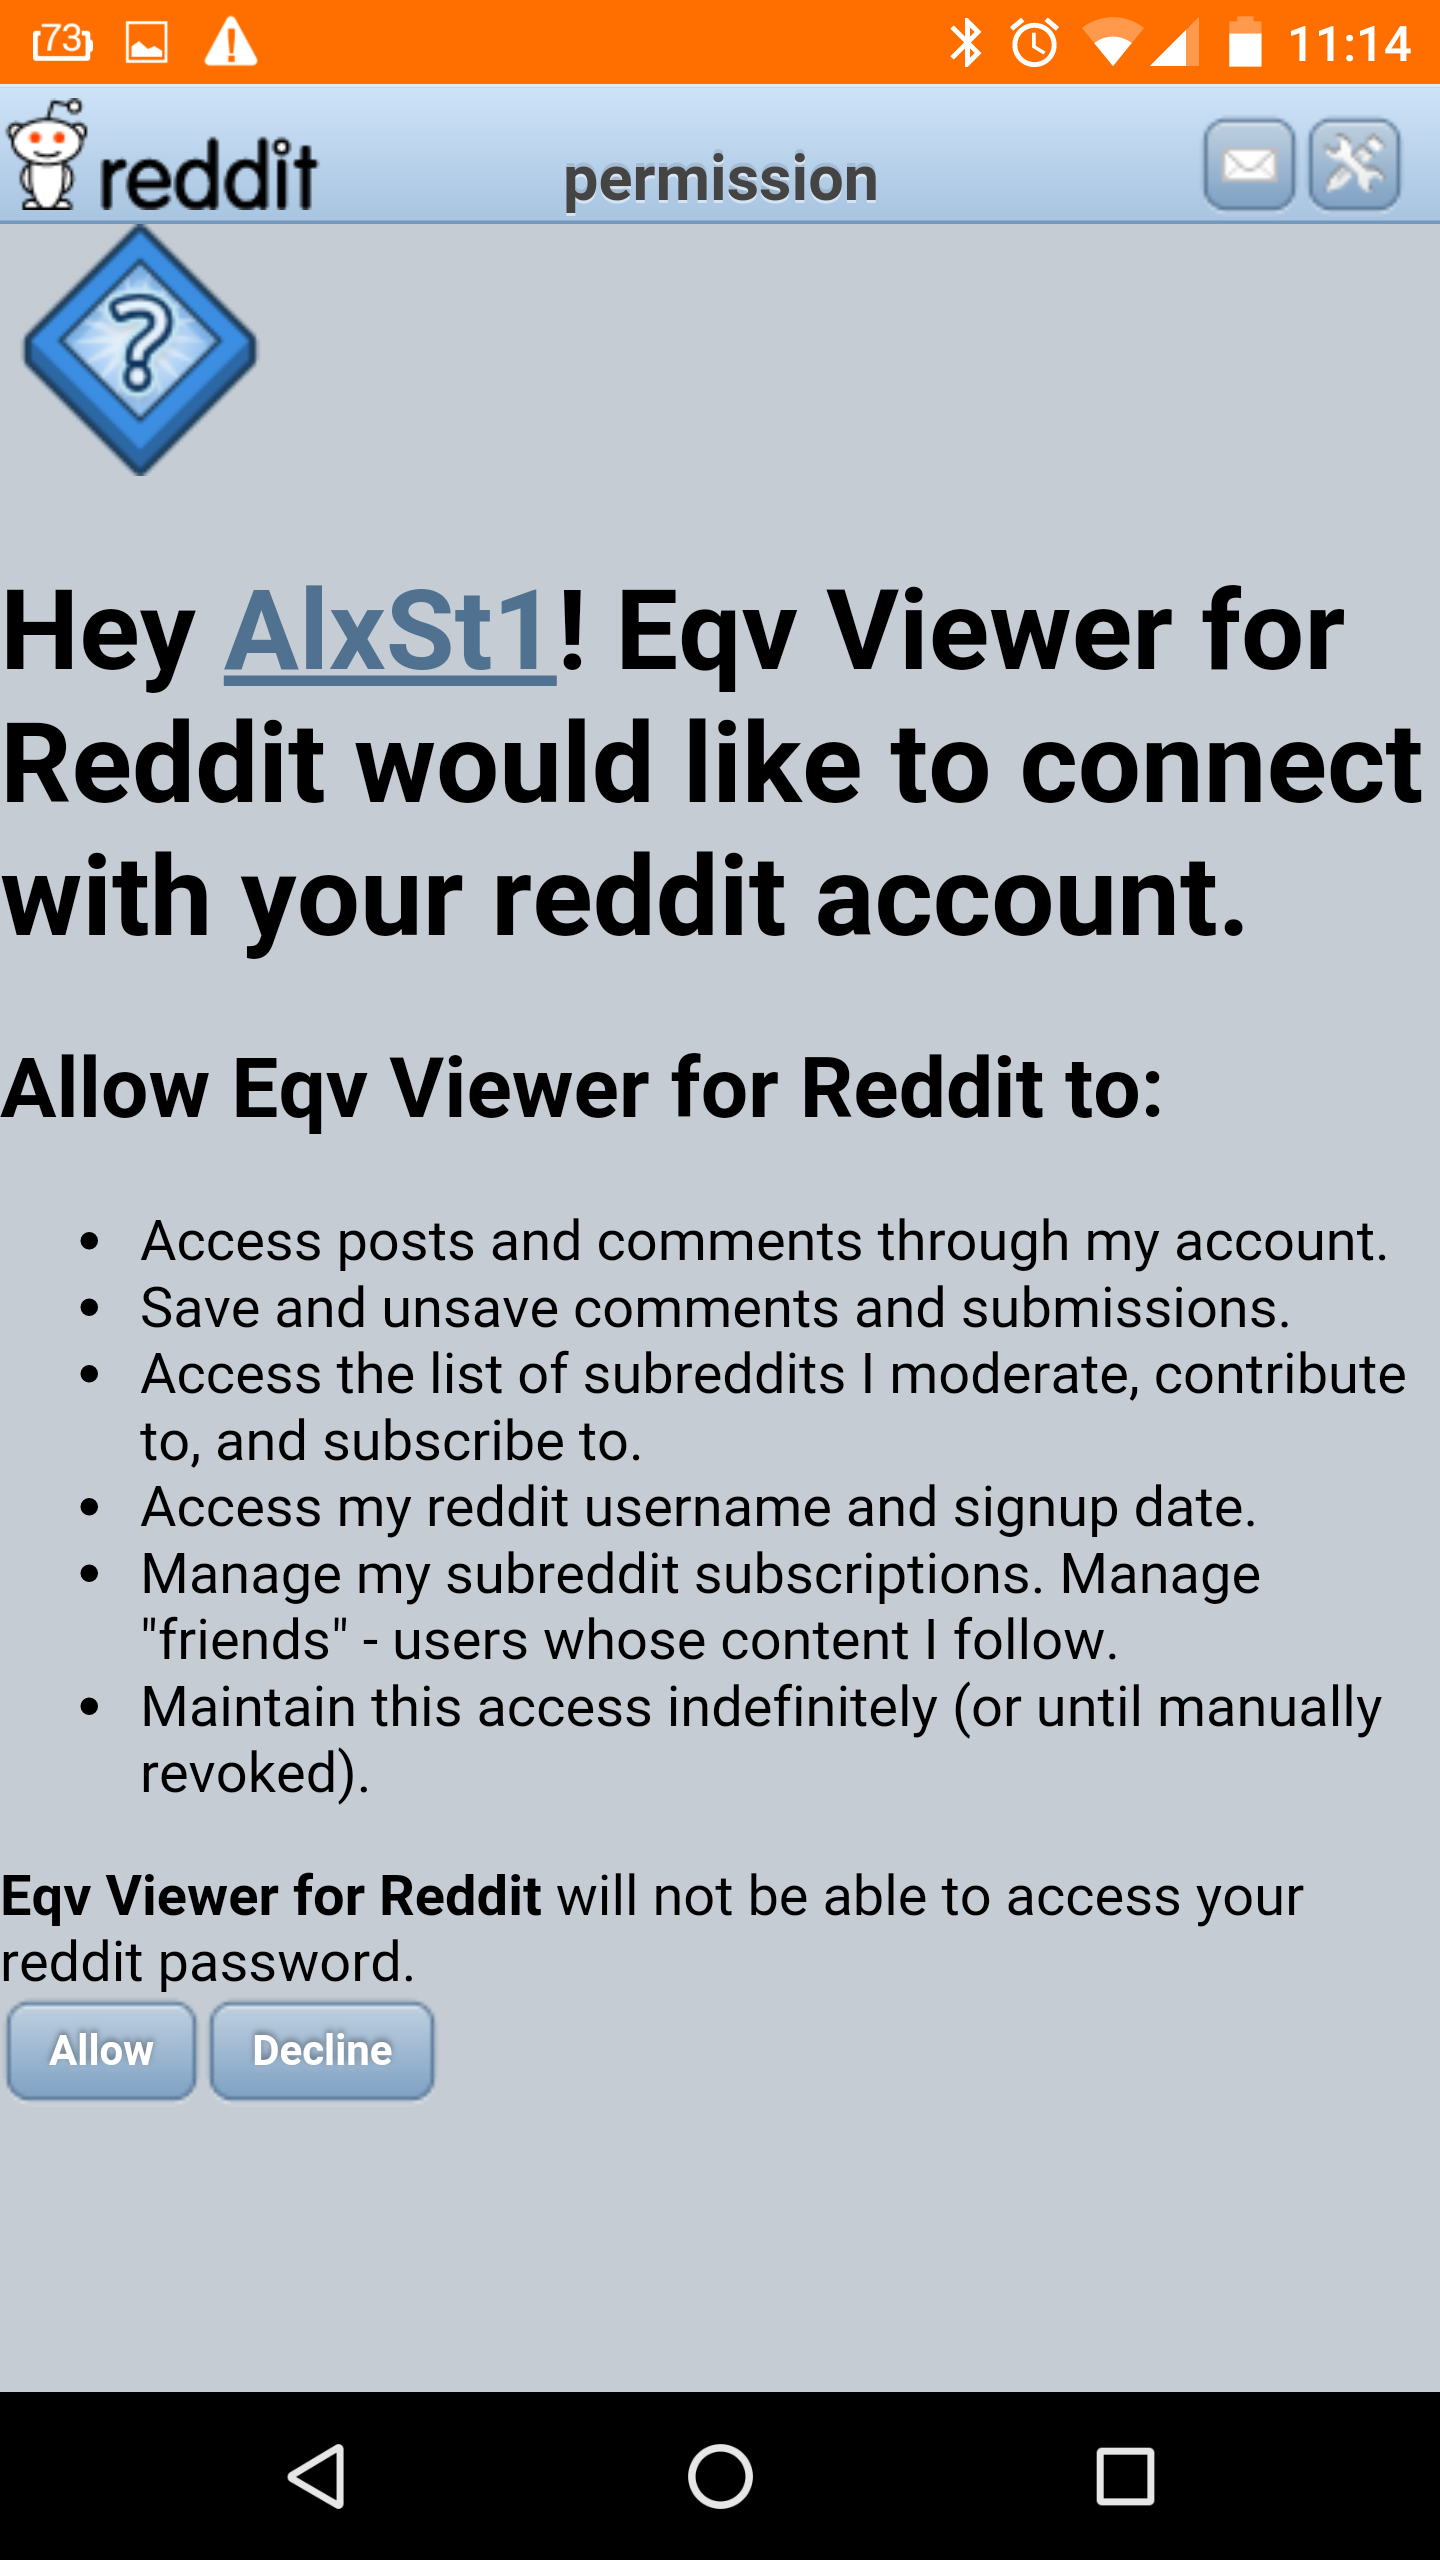 73
11:14
reddit
permission
?
Hey AlxSt1! Eqv Viewer for
Reddit would like to connect
with your reddit account.
Allow Eqv Viewer for Reddit to:
• Access posts and comments through my account.
• Save and unsave comments and submissions.
• Access the list of subreddits I moderate, contribute
to, and subscribe to.
• Access my reddit username and signup date.
• Manage my subreddit subscriptions. Manage
"friends" - users whose content I follow.
• Maintain this access indefinitely (or until manually
revoked).
Eqv Viewer for Reddit will not be able to access your
reddit password.
Allow Decline